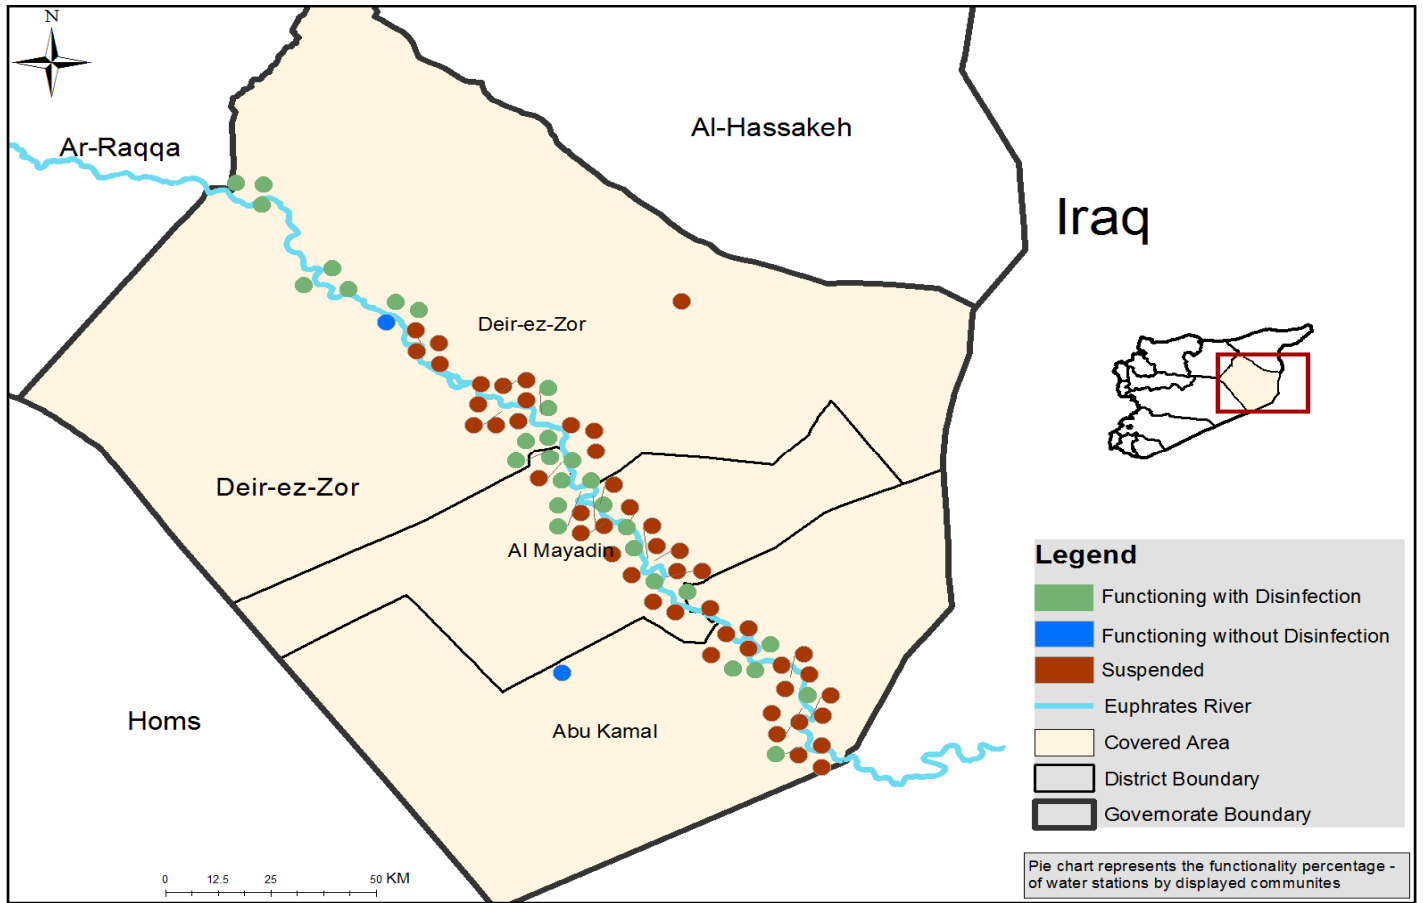 N
Ar-Raqqa
Al-Hassakeh
Iraq
Deir-ez-Zor
Deir-ez-Zor
Al Mayadin
Homs
Abu Kamal
Legend
Functioning with Disinfection
Functioning without Disinfection
Suspended
Euphrates River
Covered Area
District Boundary
Governorate Boundary
Pie chart represents the functionality percentage -
of water stations by displayed communites
0 12.5 25 50 KM